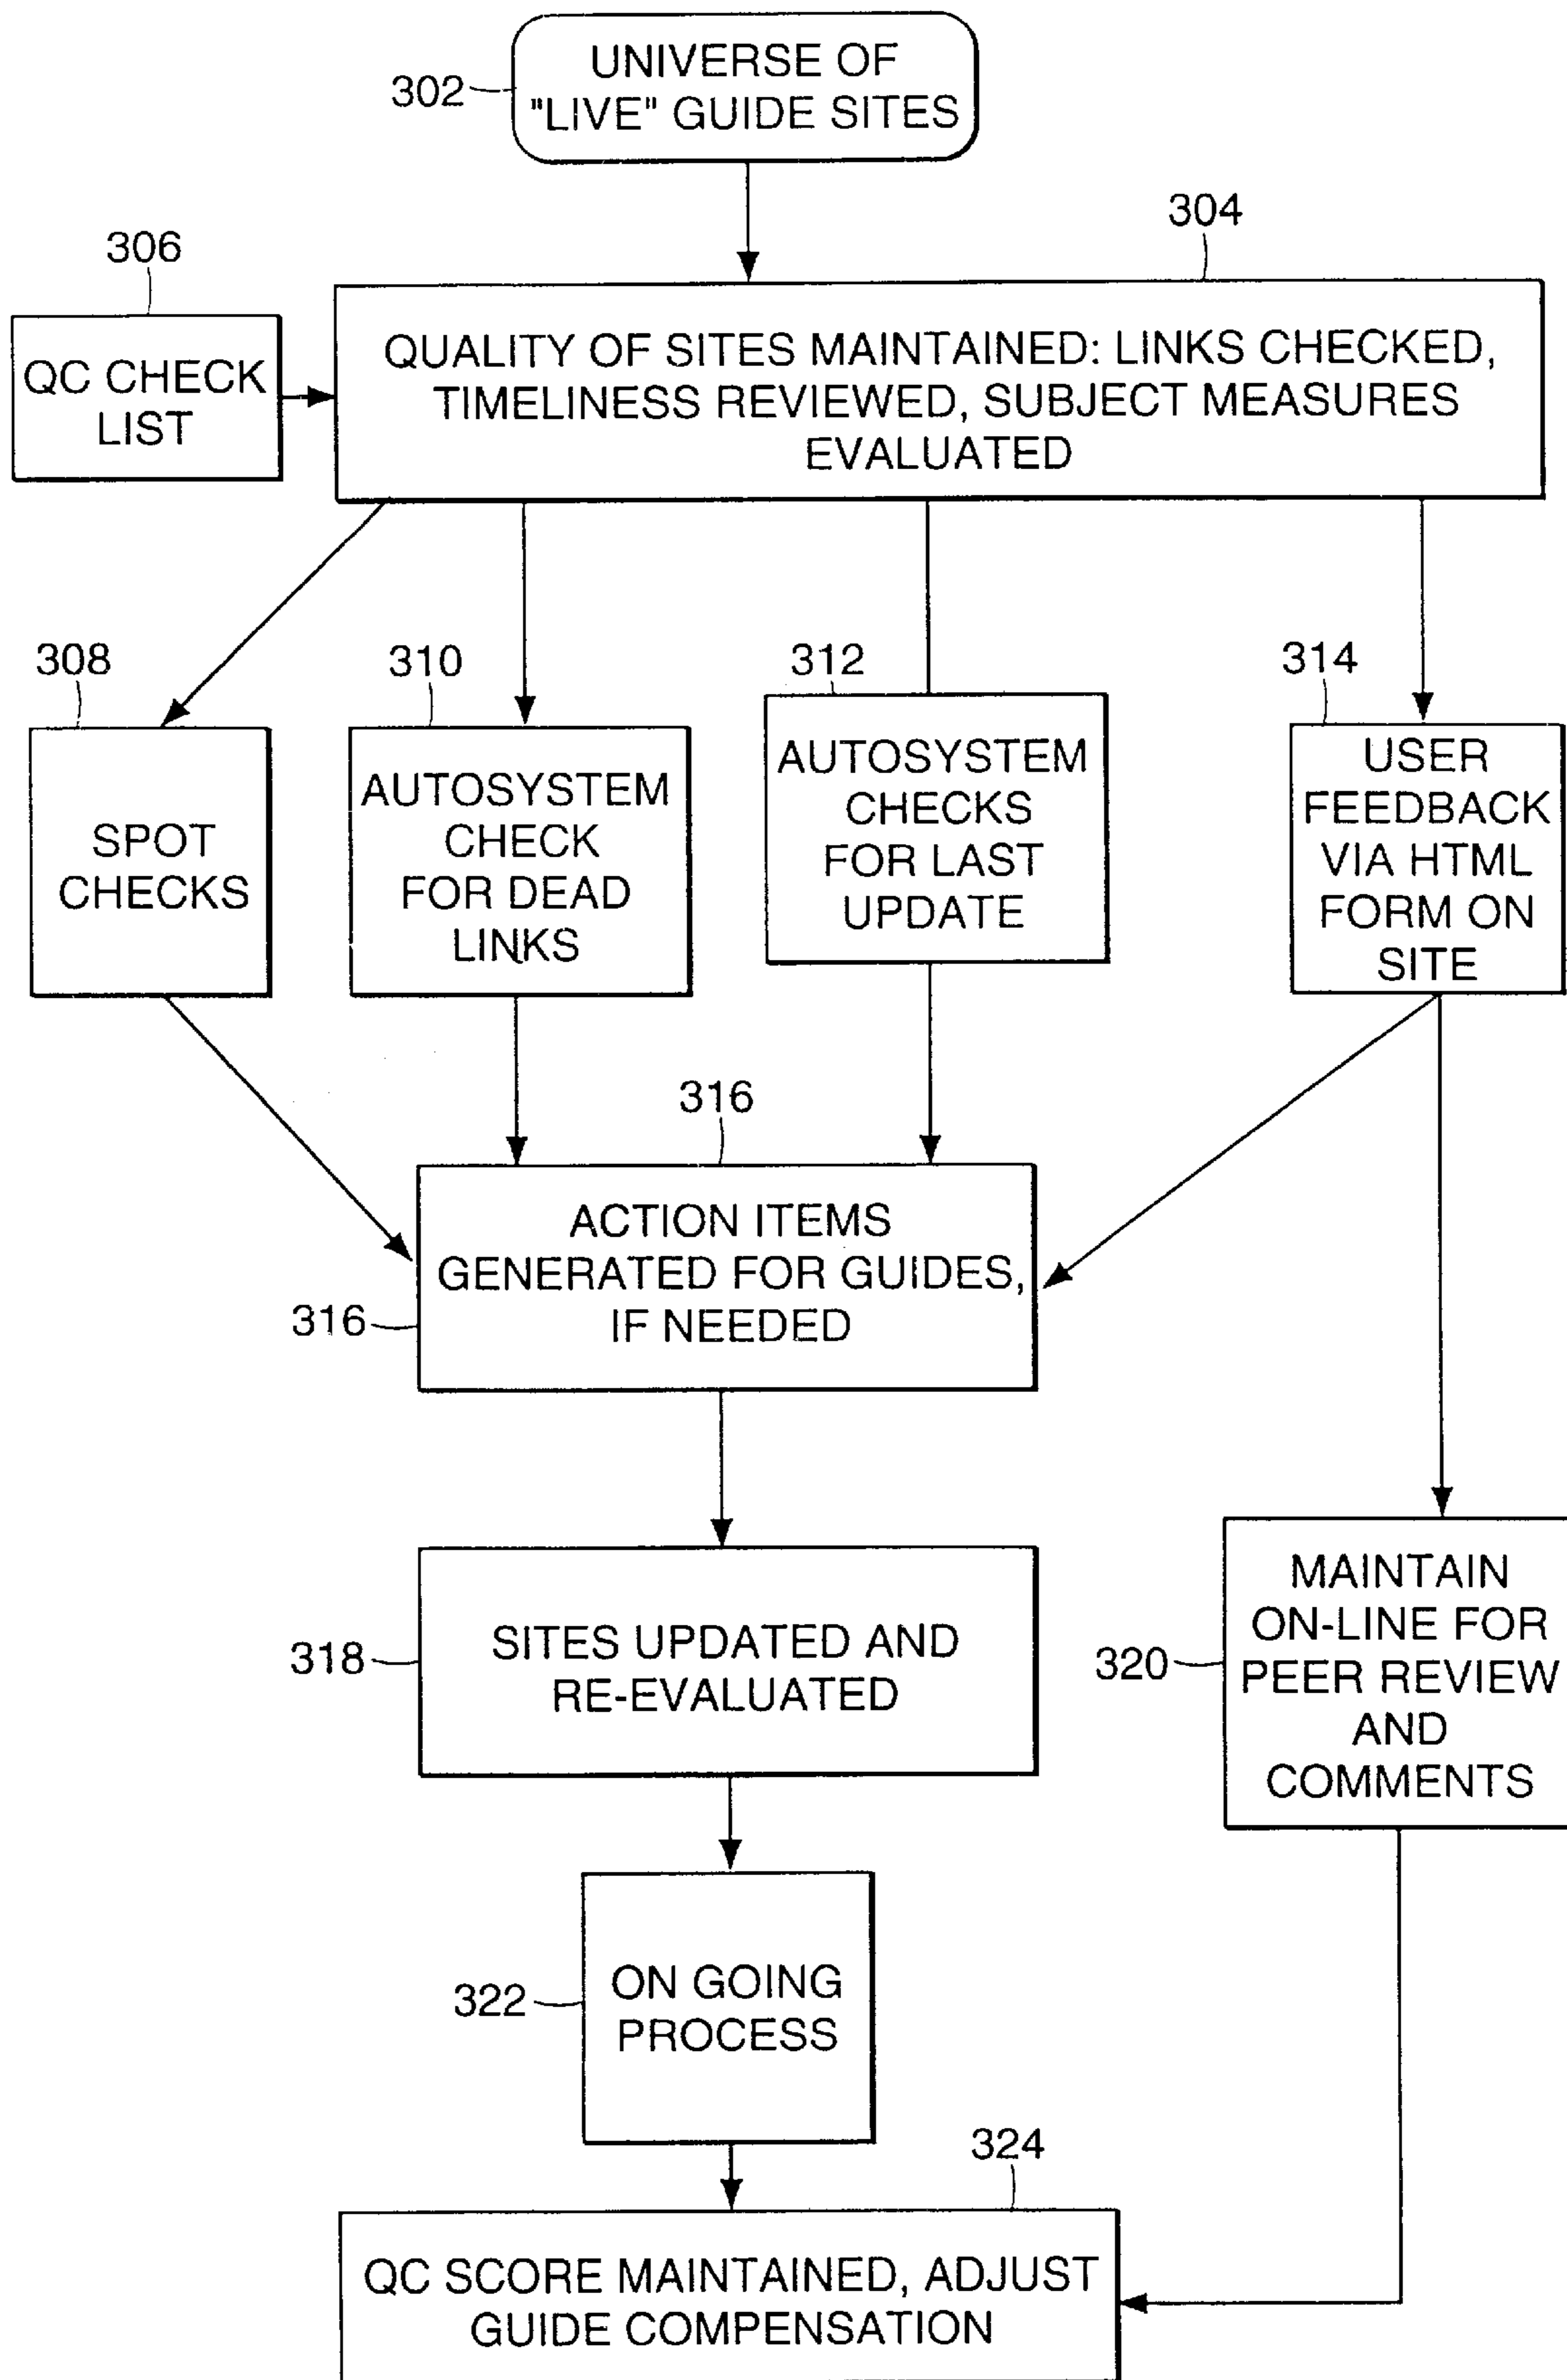 UNIVERSE OF
"LIVE" GUIDE SITES
302
304
306
QC CHECK
LIST
QUALITY OF SITES MAINTAINED: LINKS CHECKED,
TIMELINESS REVIEWED, SUBJECT MEASURES
EVALUATED
308
SPOT
CHECKS
310
AUTOSYSTEM
CHECK
FOR DEAD
LINKS
312
AUTOSYSTEM
CHECKS
FOR LAST
UPDATE
314
USER
FEEDBACK
VIA HTML
FORM ON
SITE
316
ACTION ITEMS
GENERATED FOR GUIDES,
IF NEEDED
316
318
SITES UPDATED AND
RE-EVALUATED
320
MAINTAIN
ON-LINE FOR
PEER REVIEW
AND
COMMENTS
322
ON GOING
PROCESS
324
QC SCORE MAINTAINED, ADJUST
GUIDE COMPENSATION